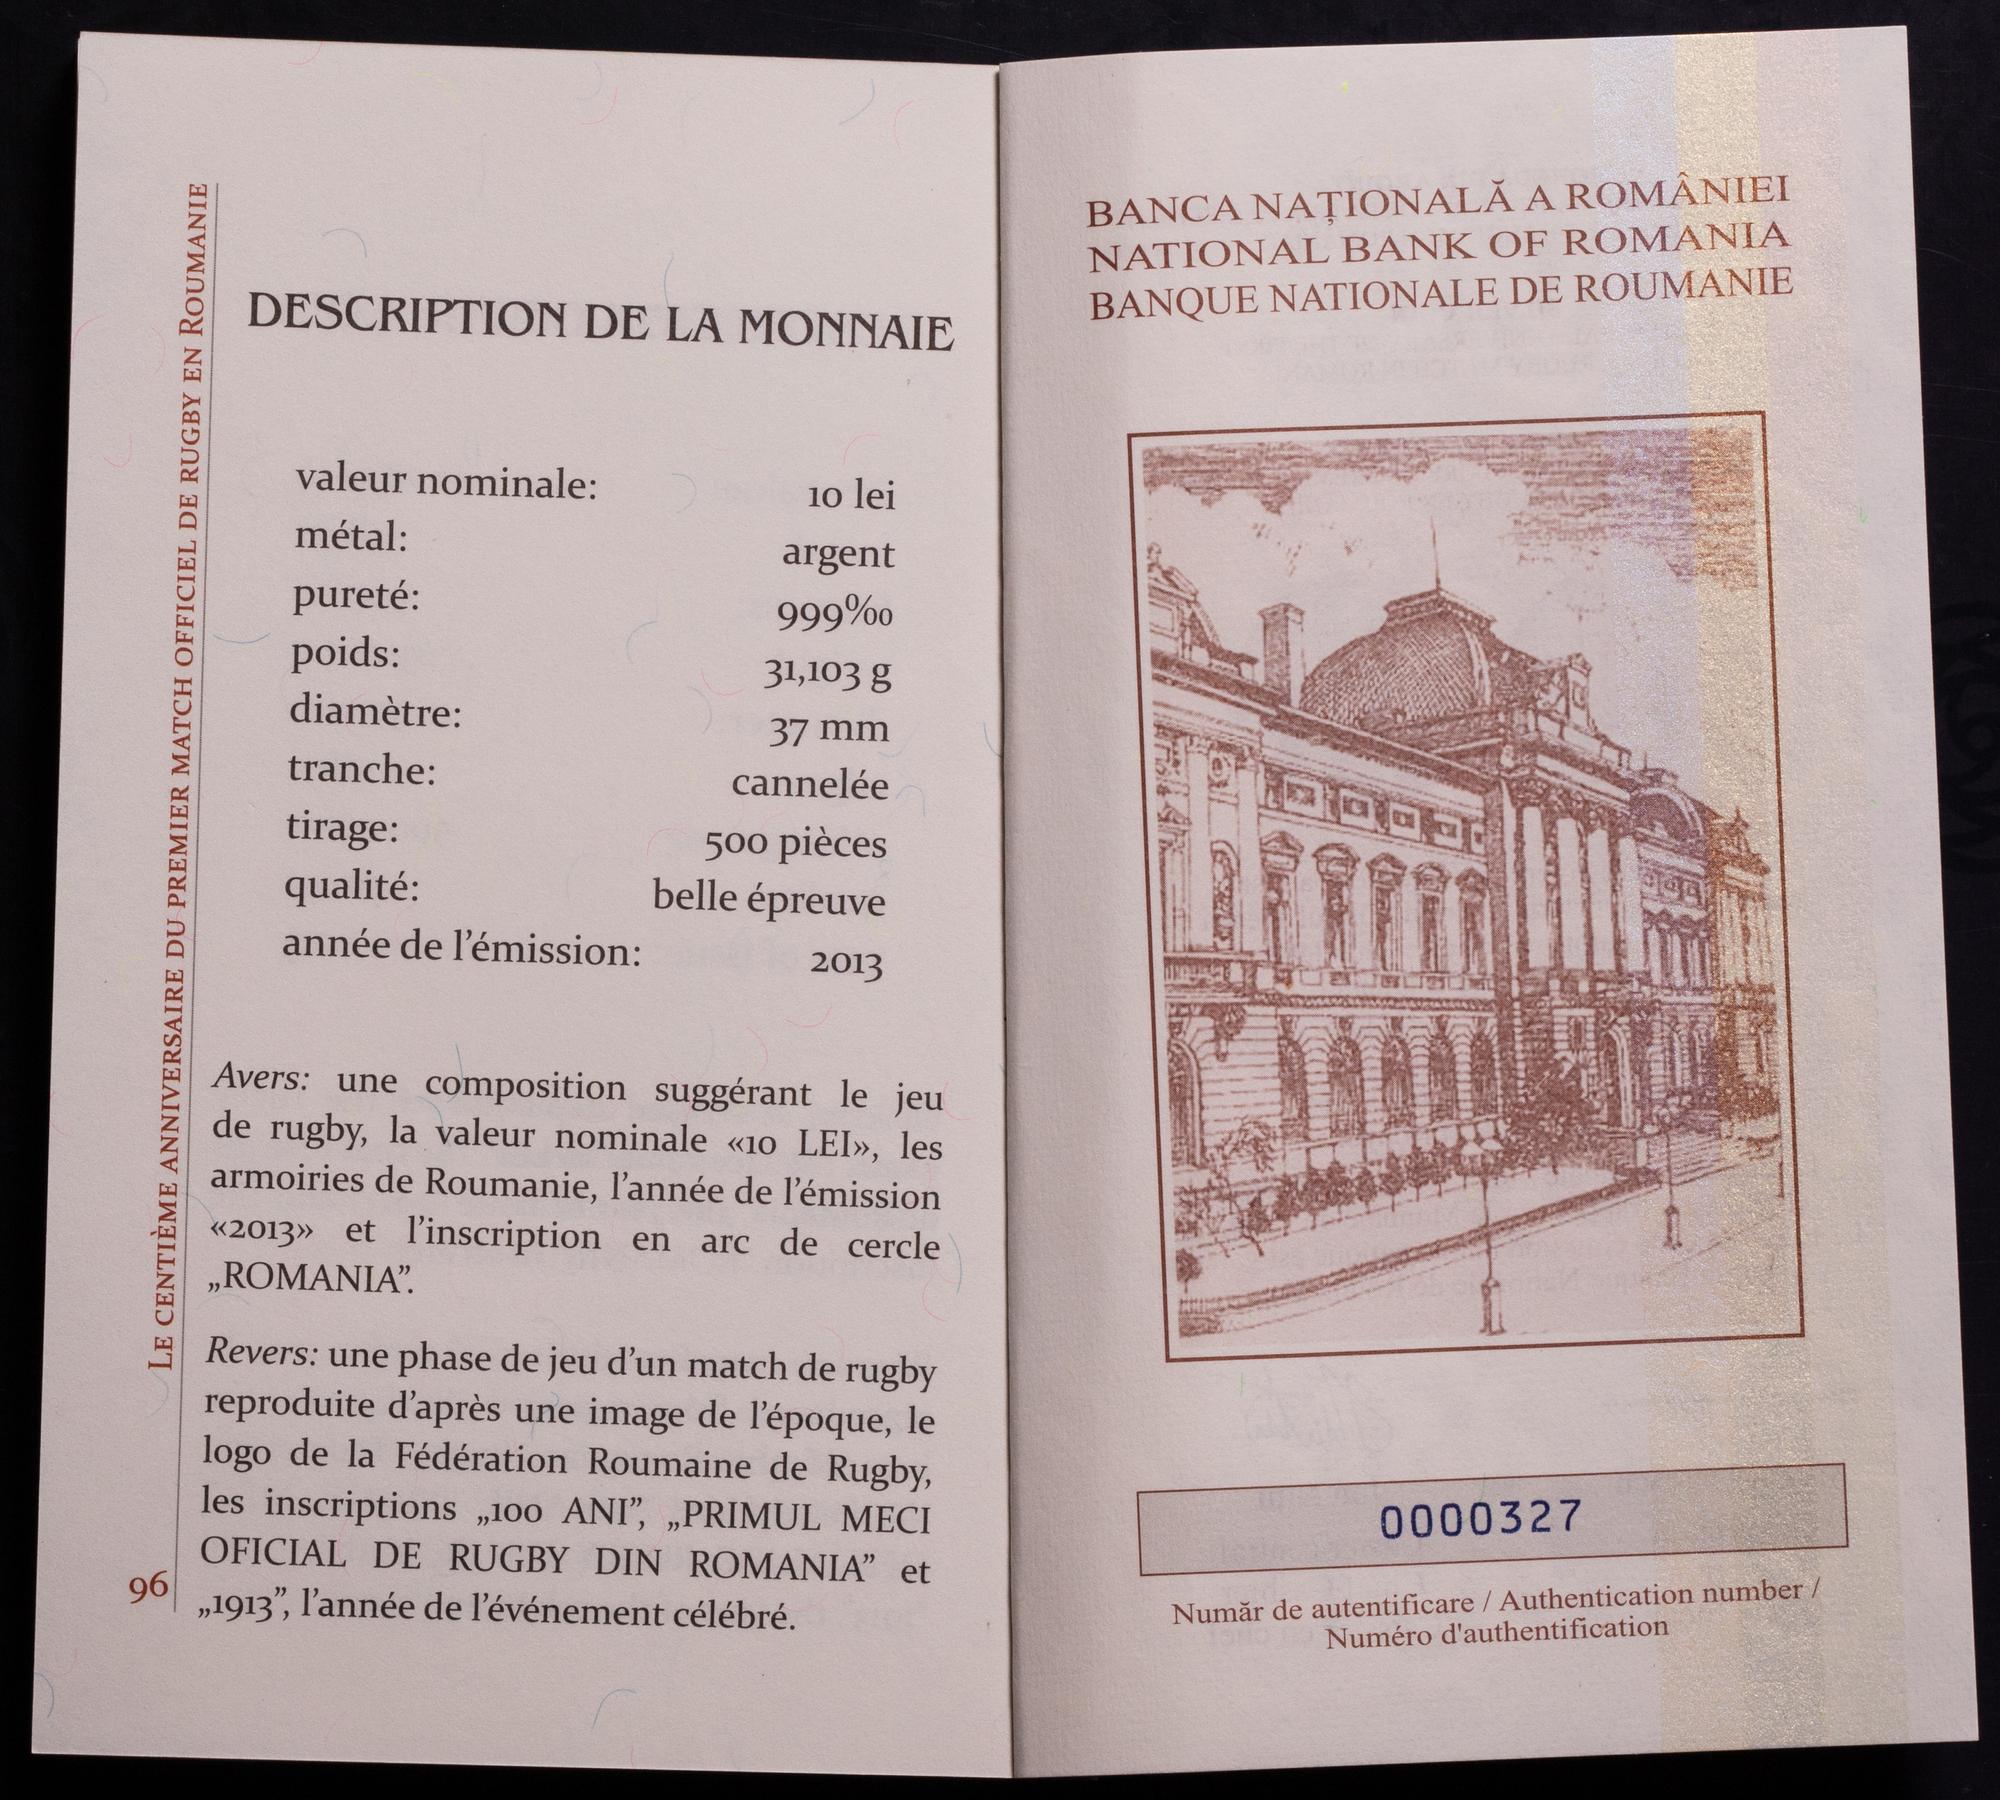 LE CENTIÈME ANNIVERSAIRE DU PREMIER MATCH OFFICIEL DE RUGBY EN ROUMANIE
DESCRIPTION DE LA MONNAIE
valeur nominale: 10 lei
métal: argent
pureté: 999‰
poids: 31,103 g
diamètre: 37 mm
tranche: cannelée
tirage: 500 pièces
qualité: belle épreuve
année de l’émission: 2013
Avers: une composition suggérant le jeu
de rugby, la valeur nominale «10 LEI», les
armoiries de Roumanie, l’année de l’émission
«2013» et l’inscription en arc de cercle
„ROMANIA”.
Revers: une phase de jeu d’un match de rugby
reproduite d’après une image de l’époque, le
logo de la Fédération Roumaine de Rugby,
les inscriptions „100 ANI”, „PRIMUL MECI
OFICIAL DE RUGBY DIN ROMANIA” et
„1913”, l’année de l’événement célébré.
96
BANCA NAȚIONALĂ A ROMÂNIEI
NATIONAL BANK OF ROMANIA
BANQUE NATIONALE DE ROUMANIE
0000327
Număr de autentificare / Authentication number /
Numéro d'authentification